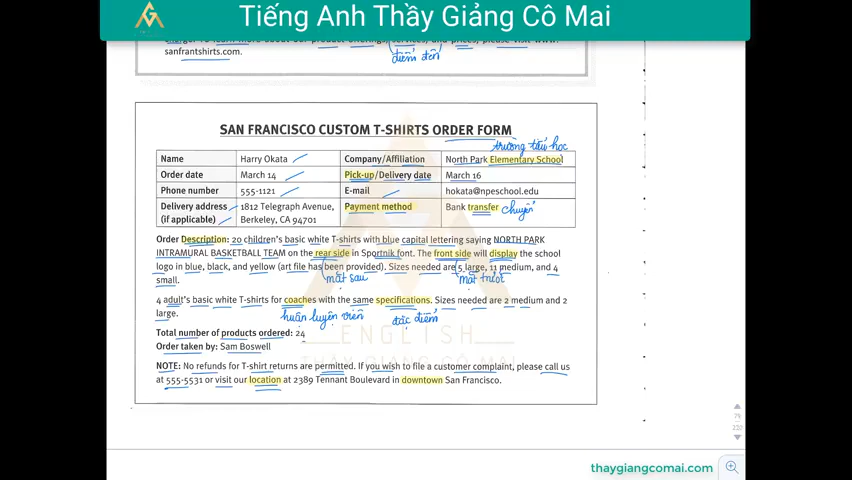 Tiếng Anh Thầy Giảng Cô Mai
sanfrantshirts.com.
điểm đến
SAN FRANCISCO CUSTOM T-SHIRTS ORDER FORM
trường tiểu học
Name Harry Okata Company/Affiliation North Park Elementary School
Order date March 14 Pick-up/Delivery date March 16
Phone number 555-1121 E-mail hokata@npeschool.edu
Delivery address 1812 Telegraph Avenue, Payment method Bank transfer chuyển
(if applicable) Berkeley, CA 94701
Order Description: 20 children's basic white T-shirts with blue capital lettering saying NORTH PARK
INTRAMURAL BASKETBALL TEAM on the rear side in Sportnik font. The front side will display the school
logo in blue, black, and yellow (art file has been provided). Sizes needed are 5 large, 11 medium, and 4
small. mặt sau mặt trước
4 adult's basic white T-shirts for coaches with the same specifications. Sizes needed are 2 medium and 2
large. huấn luyện viên đặc điểm
Total number of products ordered: 24
Order taken by: Sam Boswell
ENGLISH
THẦY GIẢNG CÔ MAI
NOTE: No refunds for T-shirt returns are permitted. If you wish to file a customer complaint, please call us
at 555-5531 or visit our location at 2389 Tennant Boulevard in downtown San Francisco.
thaygiangcomai.com